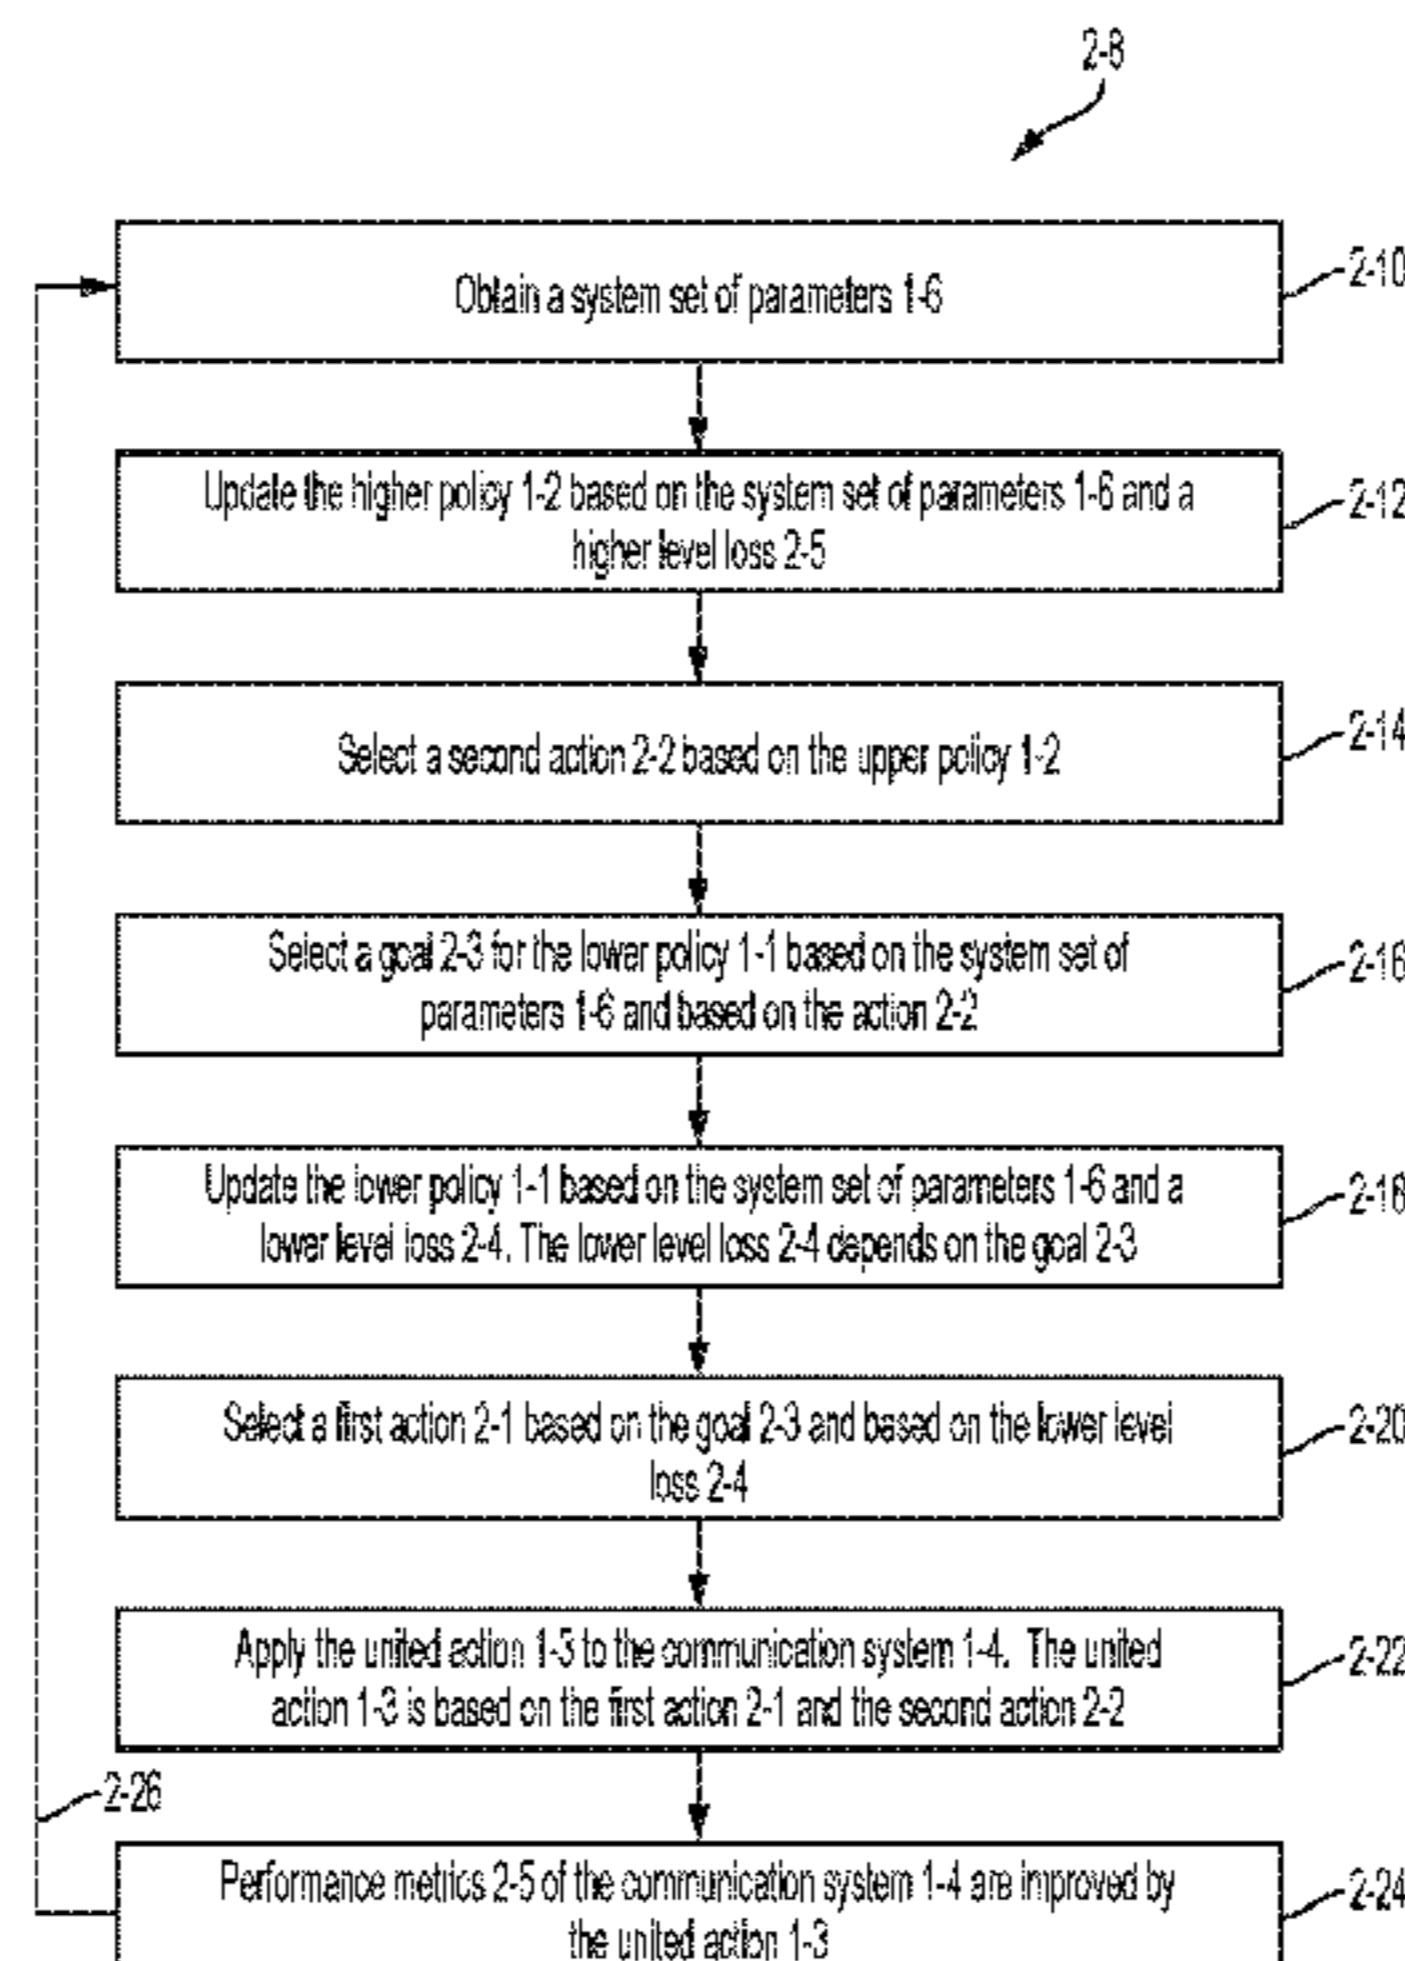 2-8
Obtain a system set of parameters 1-6
2-10
Update the higher policy 1-2 based on the system set of parameters 1-6 and a
higher level loss 2-5
2-12
Select a second action 2-2 based on the upper policy 1-2
2-14
Select a goal 2-3 for the lower policy 1-1 based on the system set of
parameters 1-6 and based on the action 2-2
2-16
Update the lower policy 1-1 based on the system set of parameters 1-6 and a
lower level loss 2-4. The lower level loss 2-4 depends on the goal 2-3
2-18
Select a first action 2-1 based on the goal 2-3 and based on the lower level
loss 2-4
2-20
Apply the united action 1-3 to the communication system 1-4. The united
action 1-3 is based on the first action 2-1 and the second action 2-2
2-22
2-26
Performance metrics 2-5 of the communication system 1-4 are improved by
the united action 1-3
2-24